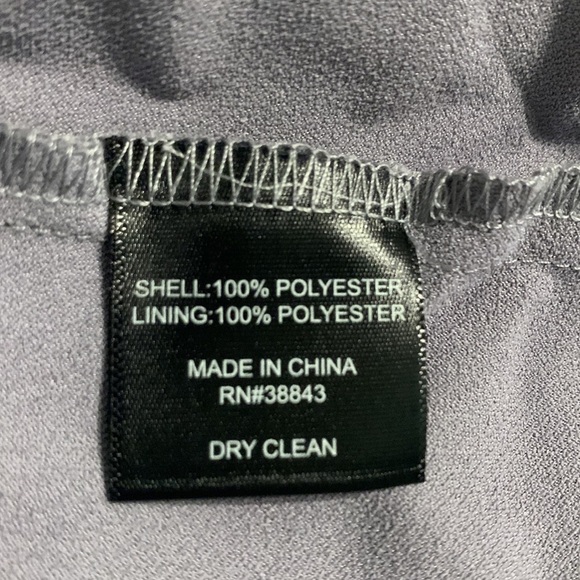 SHELL:100% POLYESTER
LINING:100% POLYESTER
MADE IN CHINA
RN#38843
DRY CLEAN